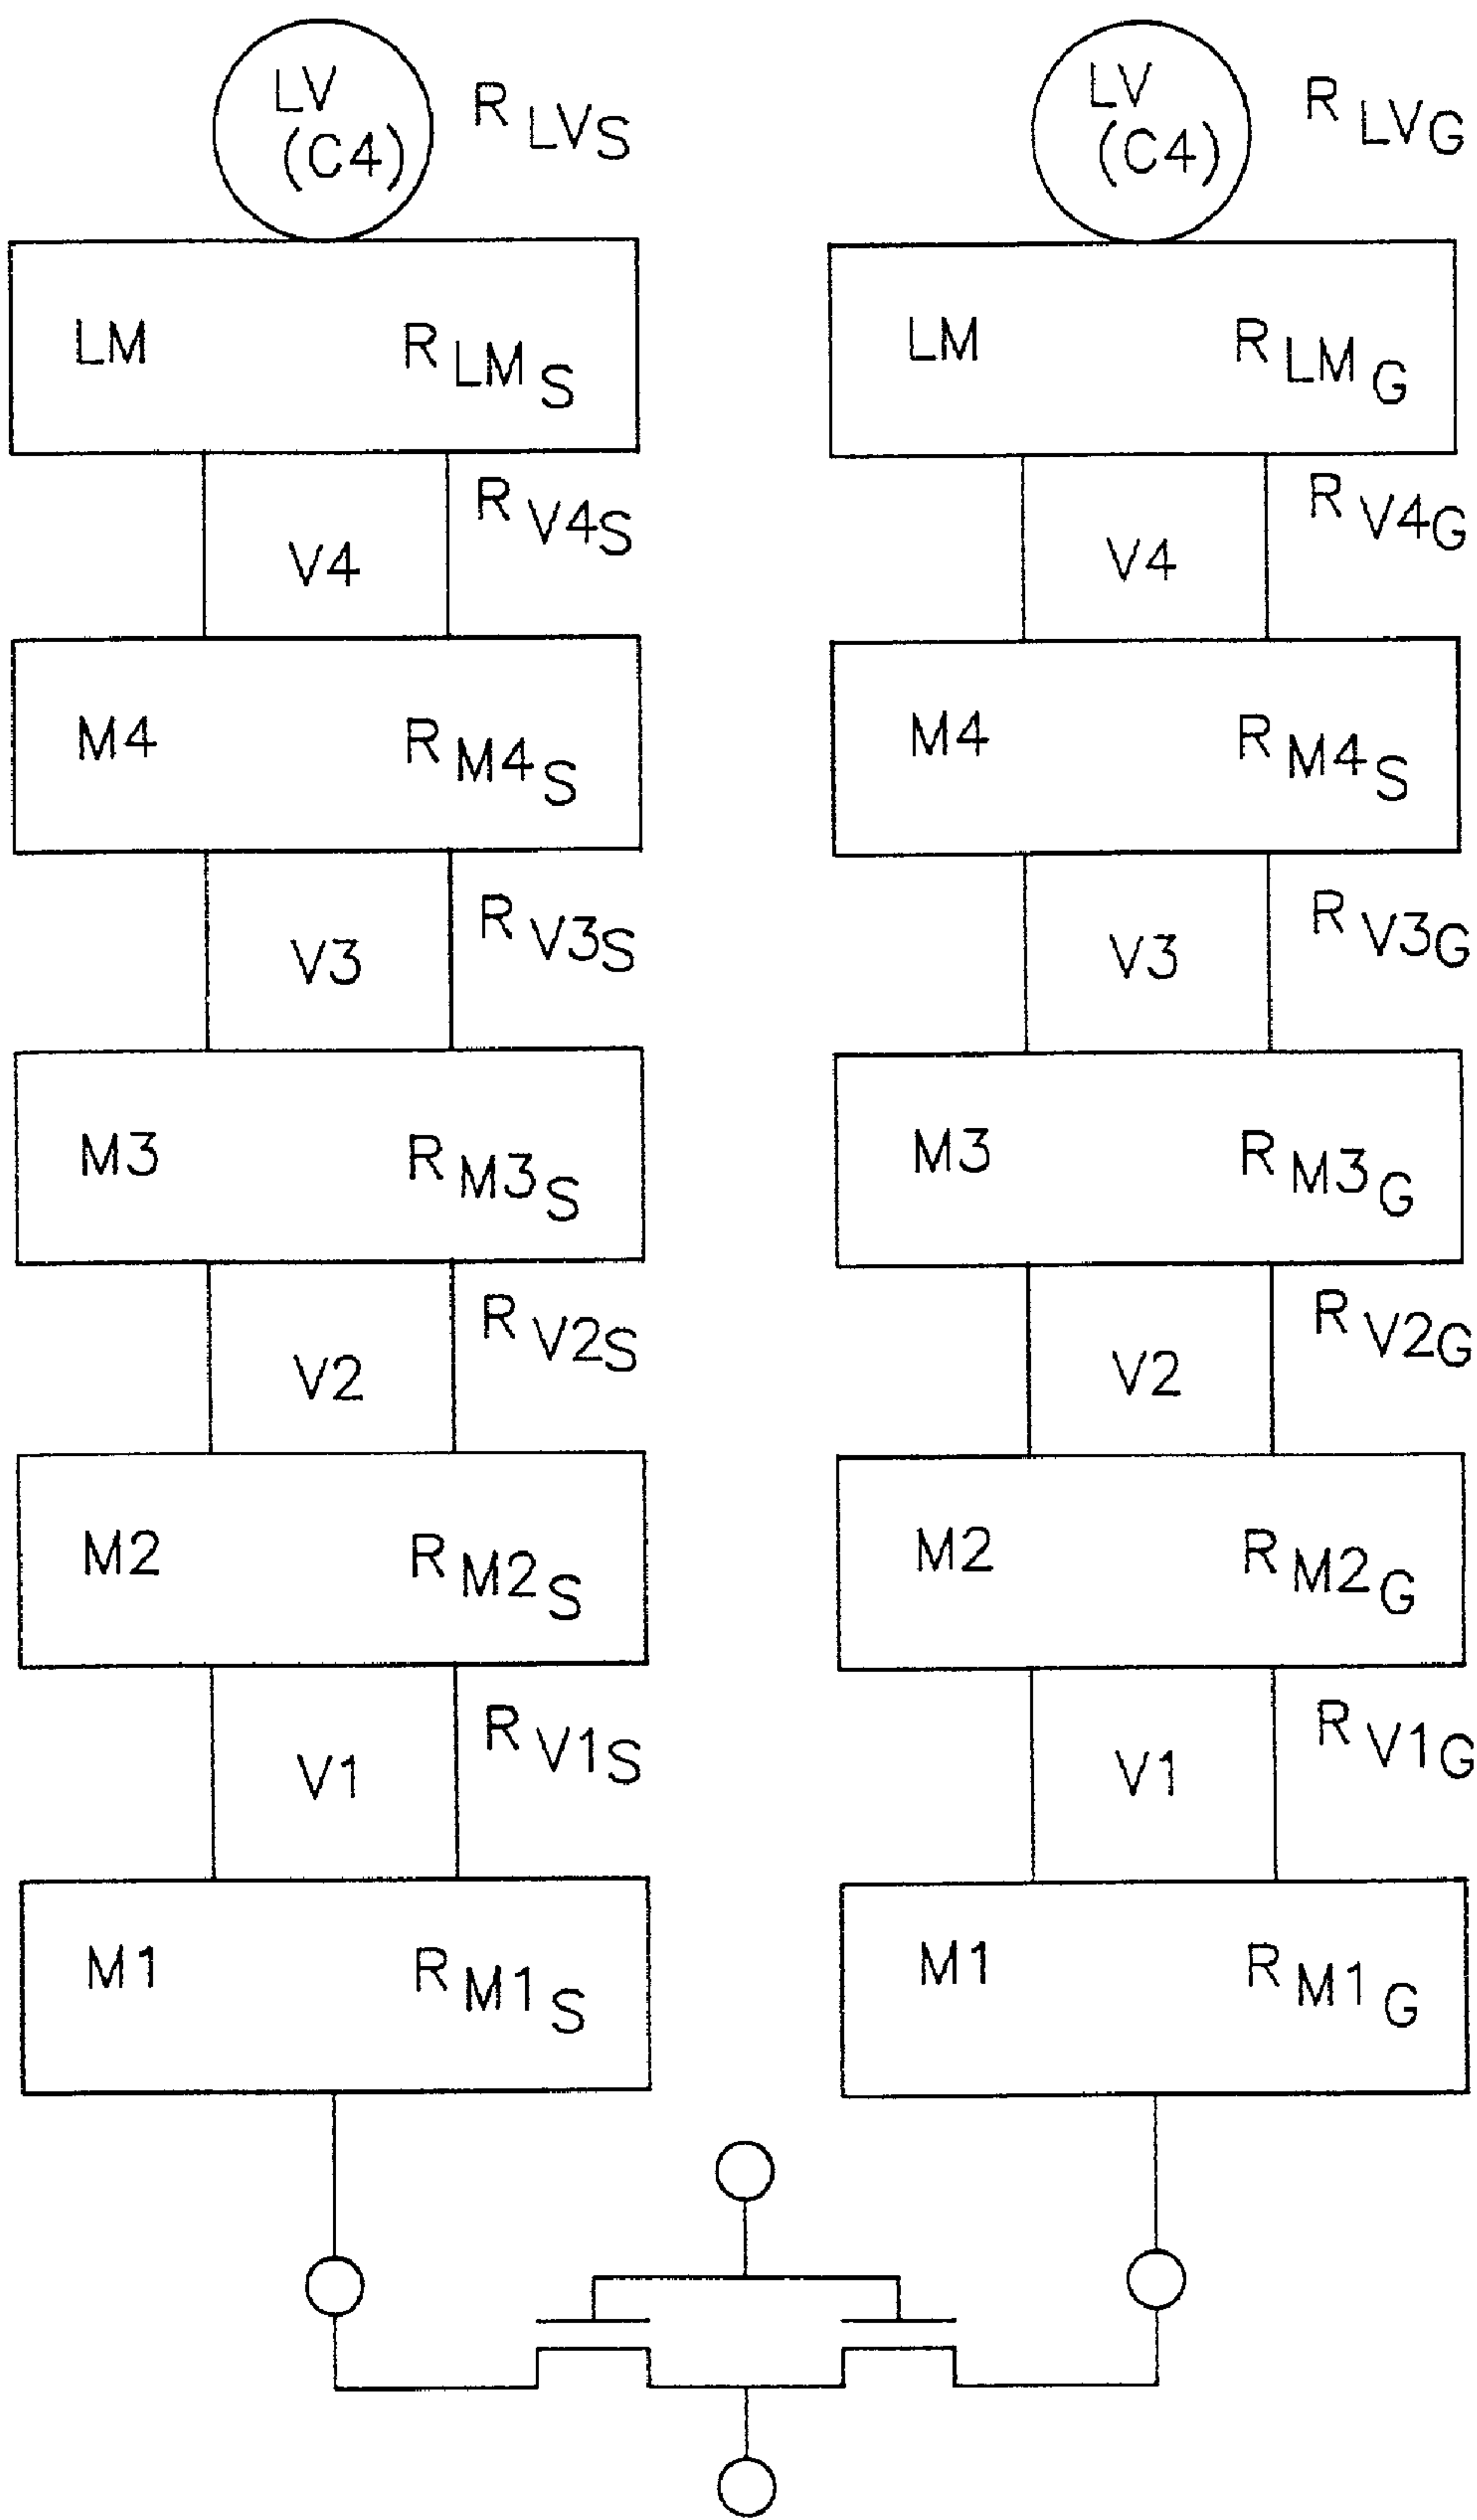 LV (C4) R LVS
LV (C4) R LVG
LM R LM S
LM R LM G
V4 R V4S
V4 R V4G
M4 R M4 S
M4 R M4 S
V3 R V3S
V3 R V3G
M3 R M3 S
M3 R M3 G
V2 R V2S
V2 R V2G
M2 R M2 S
M2 R M2 G
V1 R V1S
V1 R V1G
M1 R M1 S
M1 R M1 G